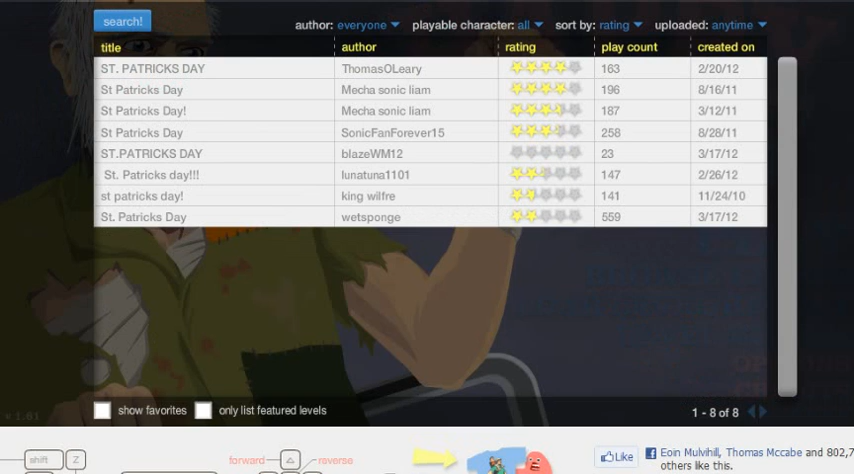 search! author: everyone playable character: all sort by: rating uploaded: anytime
title author rating play count created on
ST. PATRICKS DAY ThomasOLeary 163 2/20/12
St Patricks Day Mecha sonic liam 196 8/16/11
St Patricks Day! Mecha sonic liam 187 3/12/11
St Patricks Day SonicFanForever15 258 8/28/11
ST.PATRICKS DAY blazeWM12 23 3/17/12
St. Patricks day!!! lunatuna1101 147 2/26/12
st patricks day! king wilfre 141 11/24/10
St. Patricks Day wetsponge 559 3/17/12
show favorites only list featured levels 1 - 8 of 8
v 1.61
shift Z forward reverse
Like Eoin Mulvihill, Thomas Mccabe and 802,7
others like this.